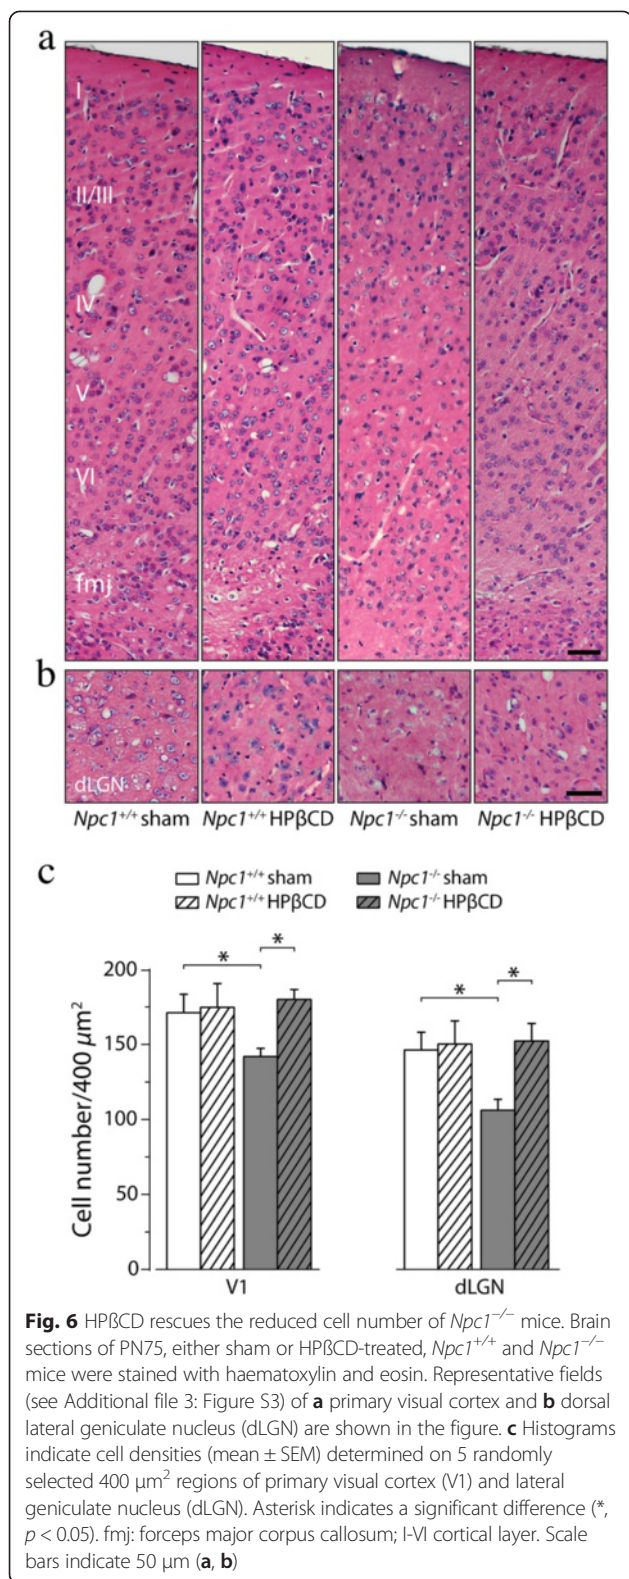 a
I
II/III
IV
V
VI
fmj
b
dLGN
Npc1+/+ sham Npc1+/+ HPβCD Npc1-/- sham Npc1-/- HPβCD
c
Npc1+/+ sham Npc1-/- sham
Npc1+/+ HPβCD Npc1-/- HPβCD
* * * *
200
150
100
50
0
Cell number/400 µm²
V1 dLGN
Fig. 6 HPβCD rescues the reduced cell number of Npc1−/− mice. Brain
sections of PN75, either sham or HPβCD-treated, Npc1+/+ and Npc1−/−
mice were stained with haematoxylin and eosin. Representative fields
(see Additional file 3: Figure S3) of a primary visual cortex and b dorsal
lateral geniculate nucleus (dLGN) are shown in the figure. c Histograms
indicate cell densities (mean ± SEM) determined on 5 randomly
selected 400 µm² regions of primary visual cortex (V1) and lateral
geniculate nucleus (dLGN). Asterisk indicates a significant difference (*,
p < 0.05). fmj: forceps major corpus callosum; I-VI cortical layer. Scale
bars indicate 50 µm (a, b)